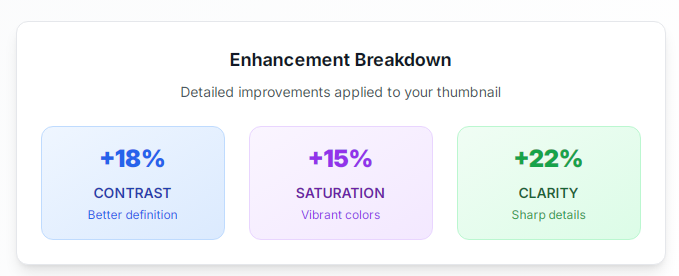 Enhancement Breakdown
Detailed improvements applied to your thumbnail
+18%
CONTRAST
Better definition
+15%
SATURATION
Vibrant colors
+22%
CLARITY
Sharp details